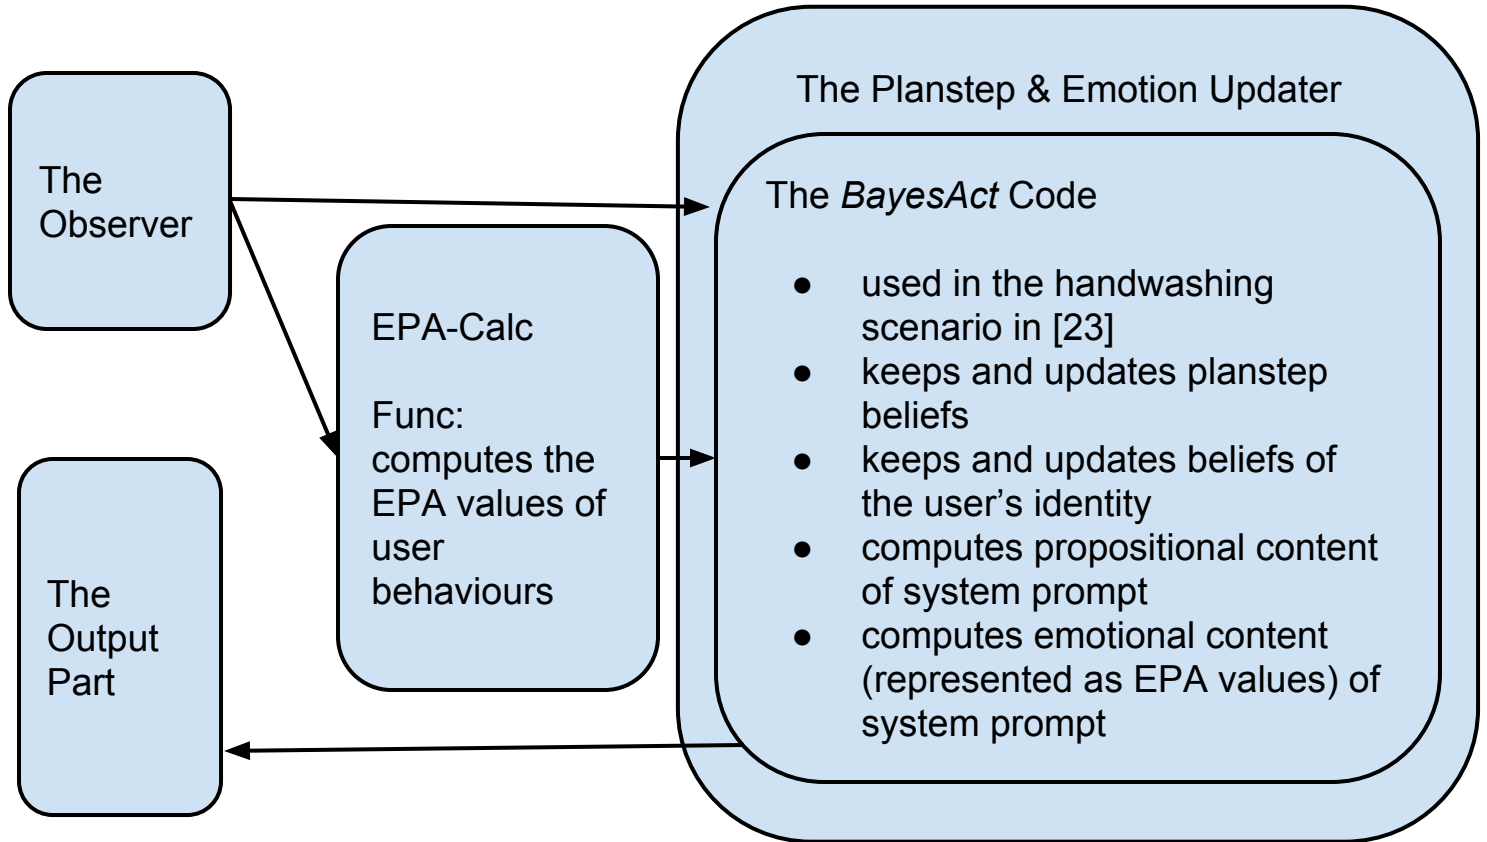 The
Observer
EPA-Calc
Func:
computes the
EPA values of
user
behaviours
The
Output
Part
The Planstep & Emotion Updater
The BayesAct Code
● used in the handwashing
scenario in [23]
● keeps and updates planstep
beliefs
● keeps and updates beliefs of
the user's identity
● computes propositional content
of system prompt
● computes emotional content
(represented as EPA values) of
system prompt